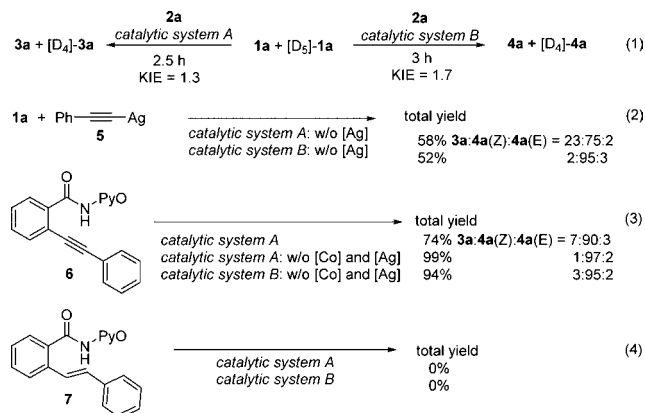 2a 2a
3a + [D4]-3a catalytic system A 1a + [D5]-1a catalytic system B 4a + [D4]-4a (1)
2.5 h 3 h
KIE = 1.3 KIE = 1.7
1a + Ph Ag total yield (2)
5 catalytic system A: w/o [Ag] 58% 3a:4a(Z):4a(E) = 23:75:2
catalytic system B: w/o [Ag] 52% 2:95:3
O
N PyO
H
total yield (3)
catalytic system A 74% 3a:4a(Z):4a(E) = 7:90:3
catalytic system A: w/o [Co] and [Ag] 99% 1:97:2
6 catalytic system B: w/o [Co] and [Ag] 94% 3:95:2
O
N PyO
H
total yield (4)
catalytic system A 0%
catalytic system B 0%
7